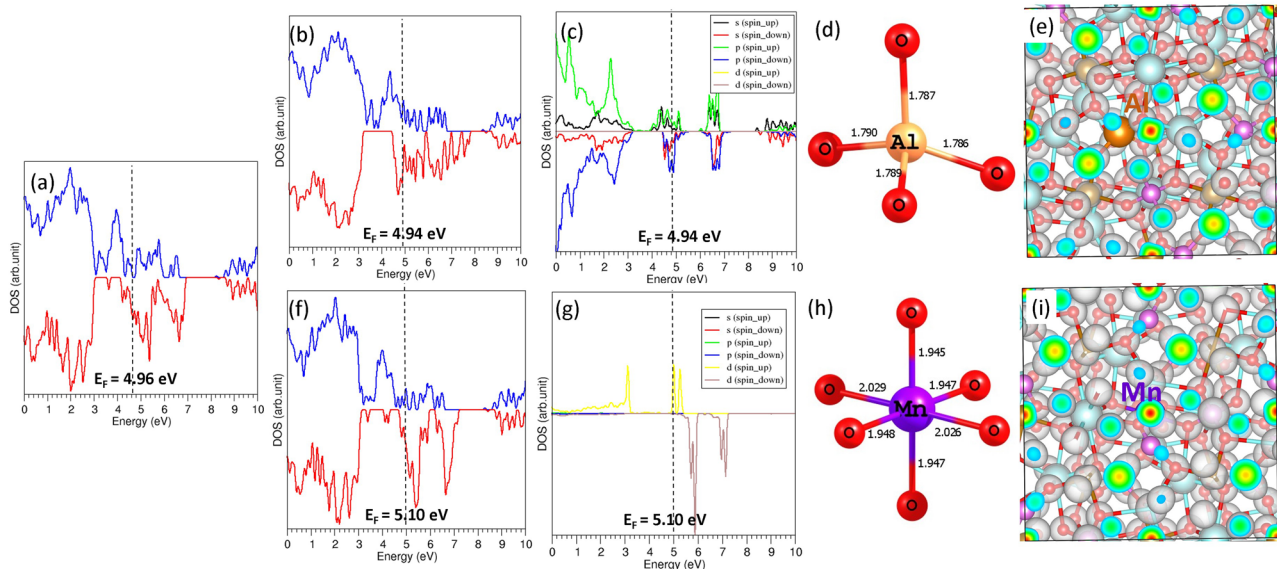 (a)
DOS (arb.unit)
E_F = 4.96 eV
0 1 2 3 4 5 6 7 8 9 10
Energy (eV)
(b)
DOS (arb.unit)
E_F = 4.94 eV
0 1 2 3 4 5 6 7 8 9 10
Energy (eV)
(c)
s (spin_up)
s (spin_down)
p (spin_up)
p (spin_down)
d (spin_up)
d (spin_down)
DOS (arb.unit)
E_F = 4.94 eV
0 1 2 3 4 5 6 7 8 9 10
Energy (eV)
(d)
O
1.787
O 1.790 Al 1.786 O
1.789
O
(e)
Al
(f)
DOS (arb.unit)
E_F = 5.10 eV
0 1 2 3 4 5 6 7 8 9 10
Energy (eV)
(g)
s (spin_up)
s (spin_down)
p (spin_up)
p (spin_down)
d (spin_up)
d (spin_down)
DOS (arb.unit)
E_F = 5.10 eV
0 1 2 3 4 5 6 7 8 9 10
Energy (eV)
(h)
O
1.945
O 2.029 1.947 O
Mn
O 1.948 2.026 O
1.947
O
(i)
Mn